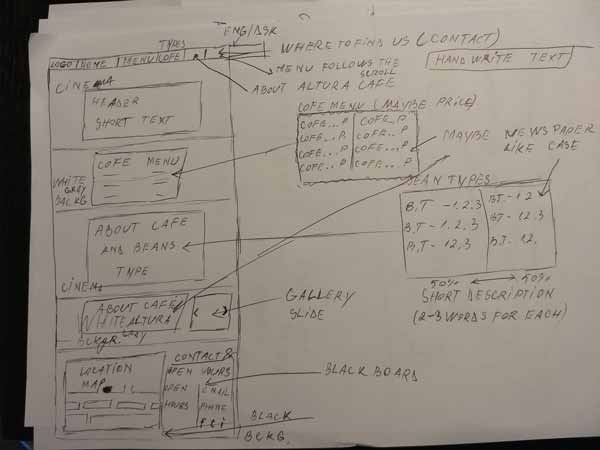 TYPES
ENG/
WHERE TO FIND US (CONTACT)
LOGO HOME MENU COFE
MENU FOLLOWS THE
SCROLL
HAND WRITE TEXT
ABOUT ALTURA CAFE
CINEMA
HEADER
SHORT TEXT
COFE MENU (MAYBE PRICE)
COFE...P COFE...P.
COFE...P. COFE...P.
COFE...P COFE...P.
COFE...P COFE...P.
MAYBE NEWSPAPER
LIKE CASE
COFE MENU
WHITE
GREY
BACKG
BEAN TYPES
B,T -1,2,3 BT-1,2
B,T -1,2,3 BT-12,3
B,T - 12,3 B,T- 12,
50% 50%
SHORT DESCRIPTION
(2-3 WORDS FOR EACH)
ABOUT CAFE
AND BEANS
TYPE
CINEMA
ABOUT CAFE
ALTURA
WHITE
GREY
BCKGR.
GALLERY
SLIDE
LOCATION
MAP
CONTACT &
OPEN HOURS
OPEN
HOURS
EMAIL
PHONE
BLACK BOARD
BLACK
BCKG.